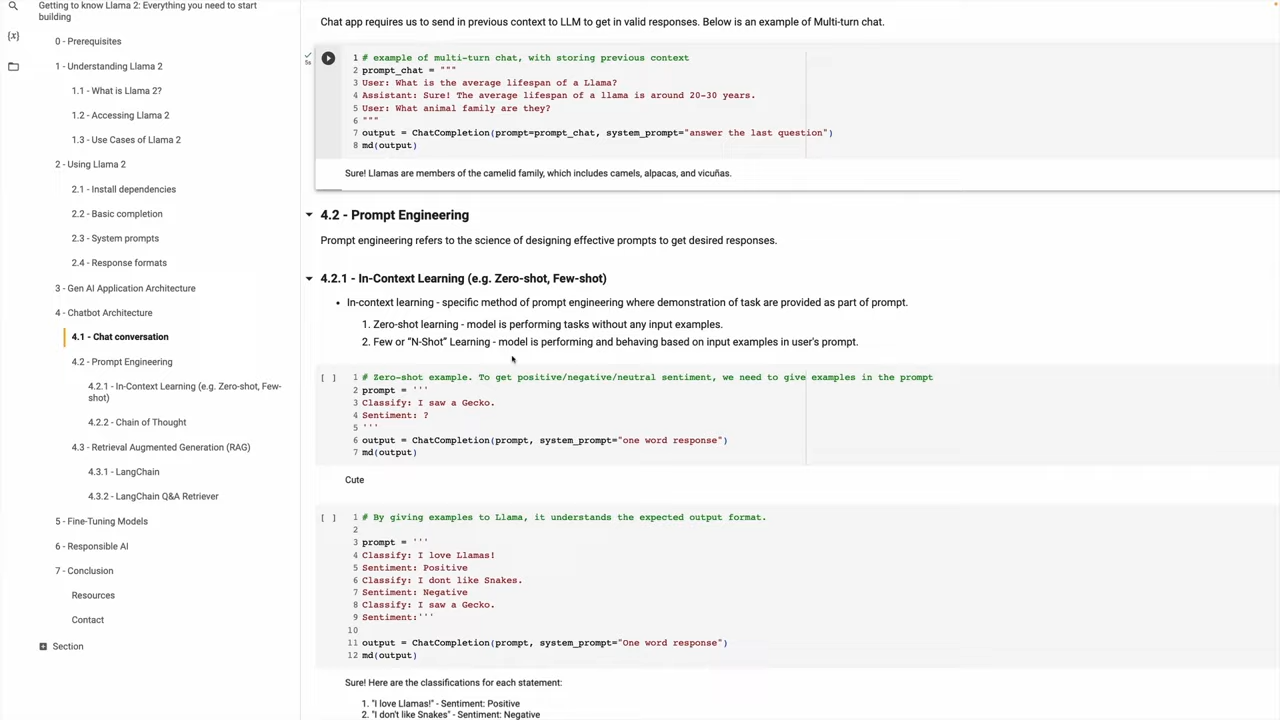 Getting to know Llama 2: Everything you need to start
building
0 - Prerequisites
1 - Understanding Llama 2
1.1 - What is Llama 2?
1.2 - Accessing Llama 2
1.3 - Use Cases of Llama 2
2 - Using Llama 2
2.1 - Install dependencies
2.2 - Basic completion
2.3 - System prompts
2.4 - Response formats
3 - Gen AI Application Architecture
4 - Chatbot Architecture
4.1 - Chat conversation
4.2 - Prompt Engineering
4.2.1 - In-Context Learning (e.g. Zero-shot, Few-
shot)
4.2.2 - Chain of Thought
4.3 - Retrieval Augmented Generation (RAG)
4.3.1 - LangChain
4.3.2 - LangChain Q&A Retriever
5 - Fine-Tuning Models
6 - Responsible AI
7 - Conclusion
Resources
Contact
Section
{x}
Chat app requires us to send in previous context to LLM to get in valid responses. Below is an example of Multi-turn chat.
5s
1 # example of multi-turn chat, with storing previous context
2 prompt_chat = """
3 User: What is the average lifespan of a Llama?
4 Assistant: Sure! The average lifespan of a llama is around 20-30 years.
5 User: What animal family are they?
6 """
7 output = ChatCompletion(prompt=prompt_chat, system_prompt="answer the last question")
8 md(output)
Sure! Llamas are members of the camelid family, which includes camels, alpacas, and vicuñas.
4.2 - Prompt Engineering
Prompt engineering refers to the science of designing effective prompts to get desired responses.
4.2.1 - In-Context Learning (e.g. Zero-shot, Few-shot)
• In-context learning - specific method of prompt engineering where demonstration of task are provided as part of prompt.
1. Zero-shot learning - model is performing tasks without any input examples.
2. Few or “N-Shot” Learning - model is performing and behaving based on input examples in user's prompt.
[ ] 1 # Zero-shot example. To get positive/negative/neutral sentiment, we need to give examples in the prompt
2 prompt = '''
3 Classify: I saw a Gecko.
4 Sentiment: ?
5 '''
6 output = ChatCompletion(prompt, system_prompt="one word response")
7 md(output)
Cute
[ ] 1 # By giving examples to Llama, it understands the expected output format.
2
3 prompt = '''
4 Classify: I love Llamas!
5 Sentiment: Positive
6 Classify: I dont like Snakes.
7 Sentiment: Negative
8 Classify: I saw a Gecko.
9 Sentiment:'''
10
11 output = ChatCompletion(prompt, system_prompt="One word response")
12 md(output)
Sure! Here are the classifications for each statement:
1. "I love Llamas!" - Sentiment: Positive
2. "I don't like Snakes" - Sentiment: Negative